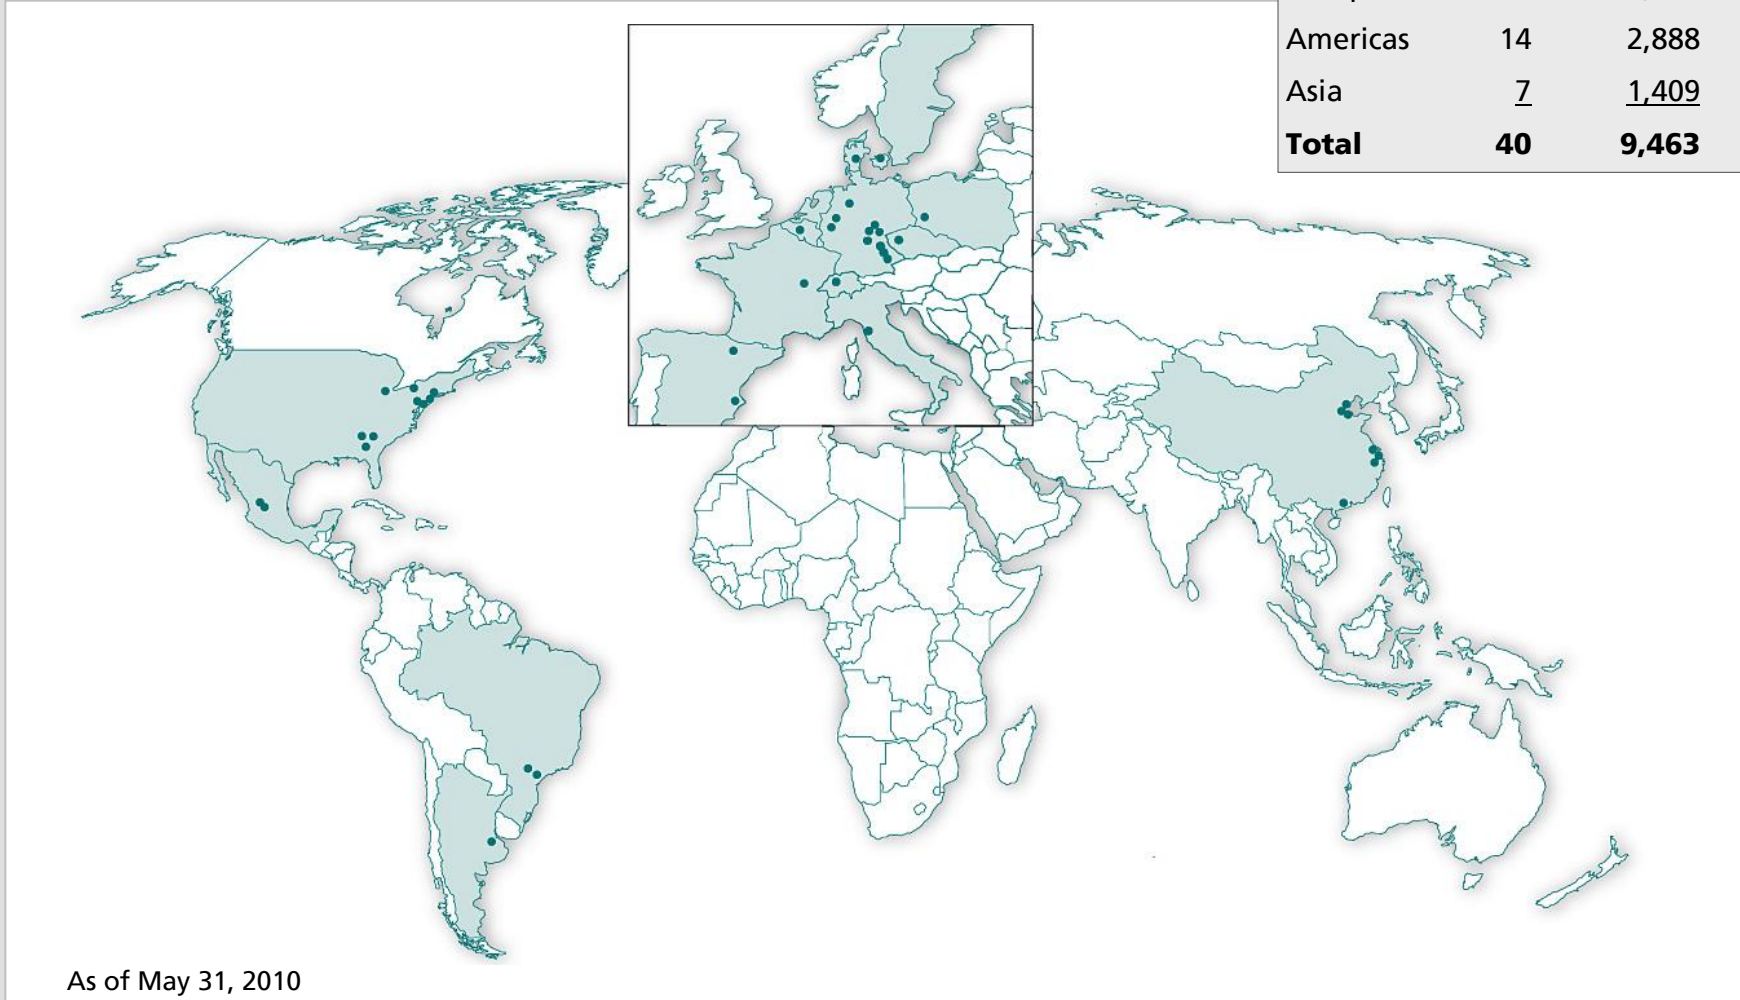 Americas 14 2,888
Asia 7 1,409
Total 40 9,463
As of May 31, 2010